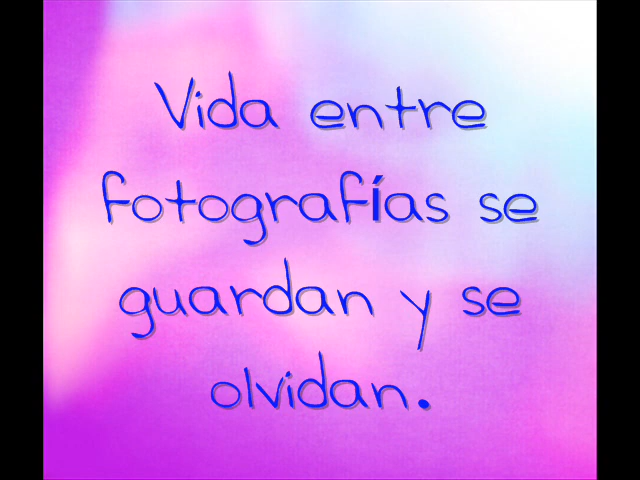 Vida entre
fotografías se
guardan y se
olvidan.